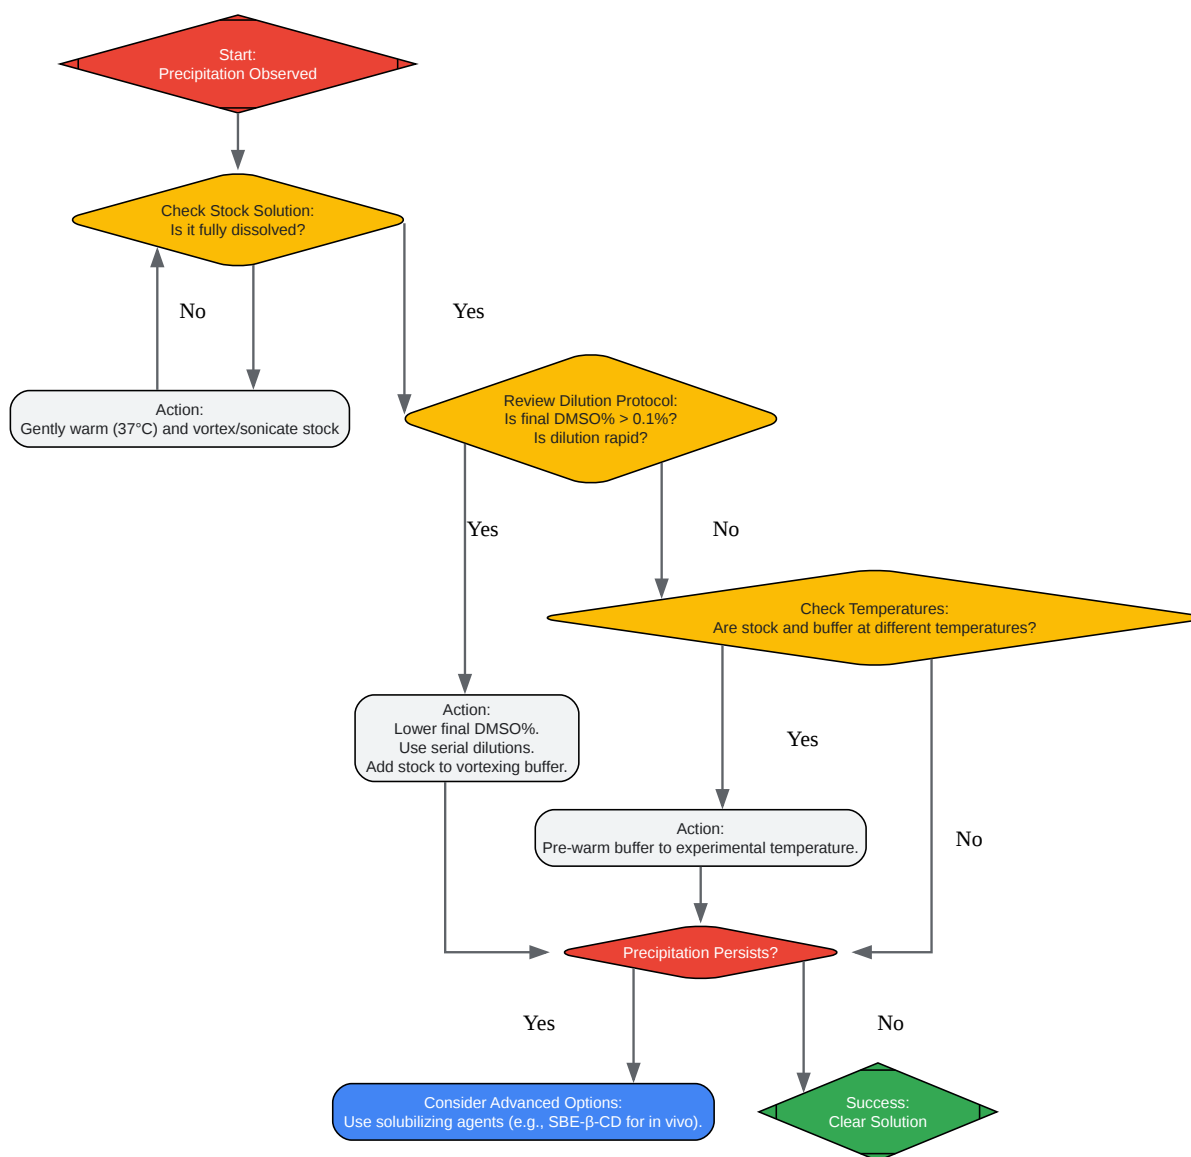 Start:
Precipitation Observed
Check Stock Solution:
Is it fully dissolved?
No
Yes
Action:
Gently warm (37°C) and vortex/sonicate stock
Review Dilution Protocol:
Is final DMSO% > 0.1%?
Is dilution rapid?
Yes
No
Check Temperatures:
Are stock and buffer at different temperatures?
Action:
Lower final DMSO%.
Use serial dilutions.
Add stock to vortexing buffer.
Yes
Action:
Pre-warm buffer to experimental temperature.
No
Precipitation Persists?
Yes
No
Consider Advanced Options:
Use solubilizing agents (e.g., SBE-β-CD for in vivo).
Success:
Clear Solution